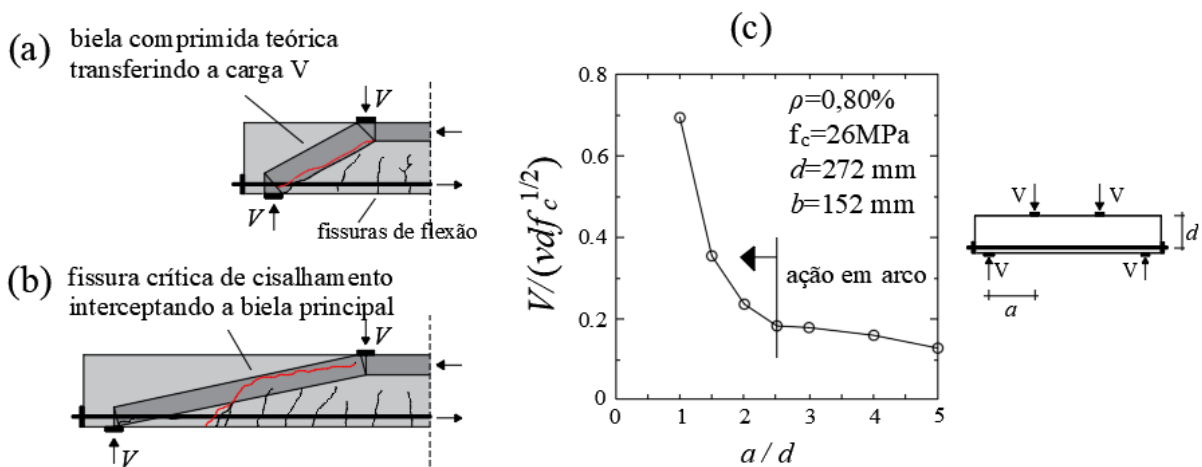 (a)
biela comprimida teórica
transferindo a carga V
V
V
fissuras de flexão
(b)
fissura crítica de cisalhamento
interceptando a biela principal
V
V
(c)
V/(vdf_c^{1/2})
0.8
0.6
0.4
0.2
0
0
1
2
3
4
5
a / d
ρ=0,80%
f_c=26MPa
d=272 mm
b=152 mm
ação em arco
V
V
d
V
V
a